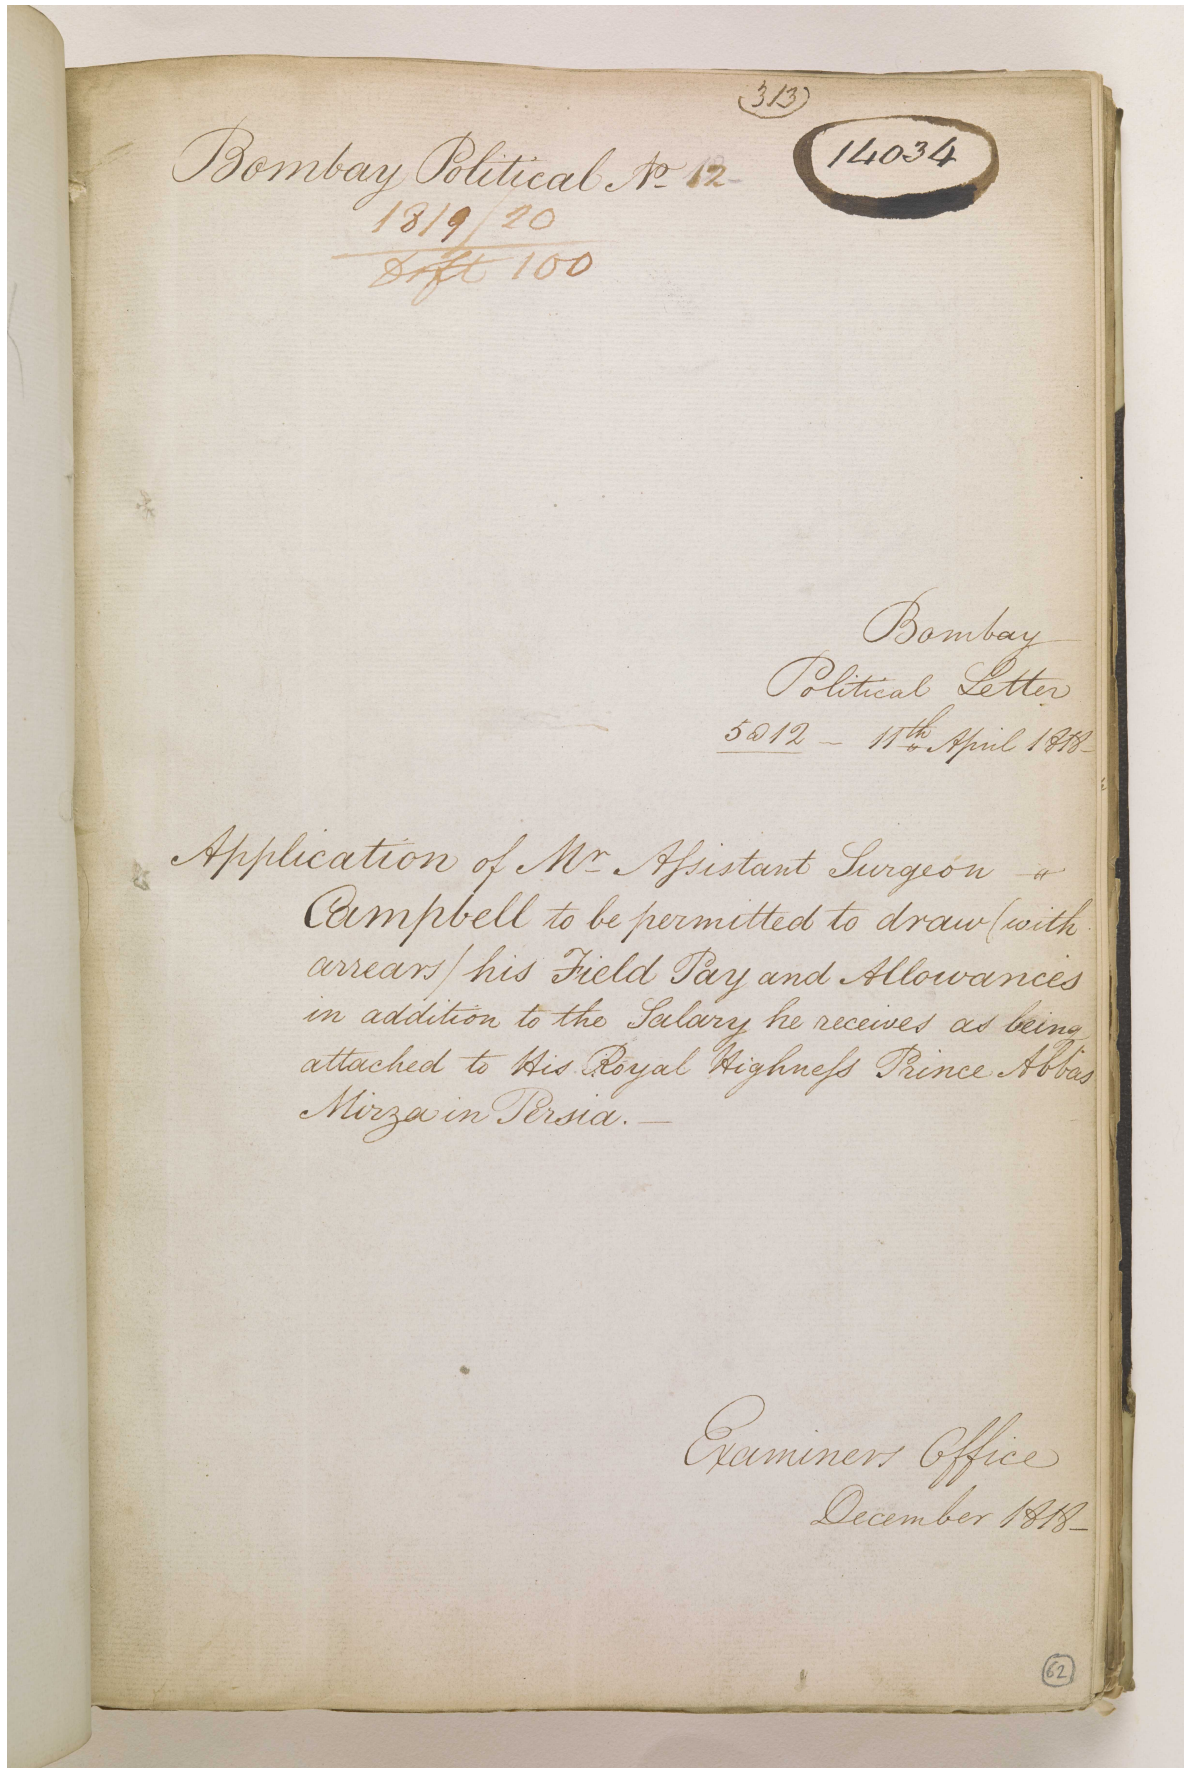 313
14034
Bombay Political No 12
1819/20
Drft 100
Bombay
Political Letter
5 @ 12 - 11th April 1818-
Application of Mr Assistant Surgeon - "
Campbell to be permitted to draw (with
arrears) his Field Pay and Allowances
in addition to the Salary he receives as being
attached to His Royal Highness Prince Abbas
Mirza in Persia. -
Examiners Office
December 1818-
62